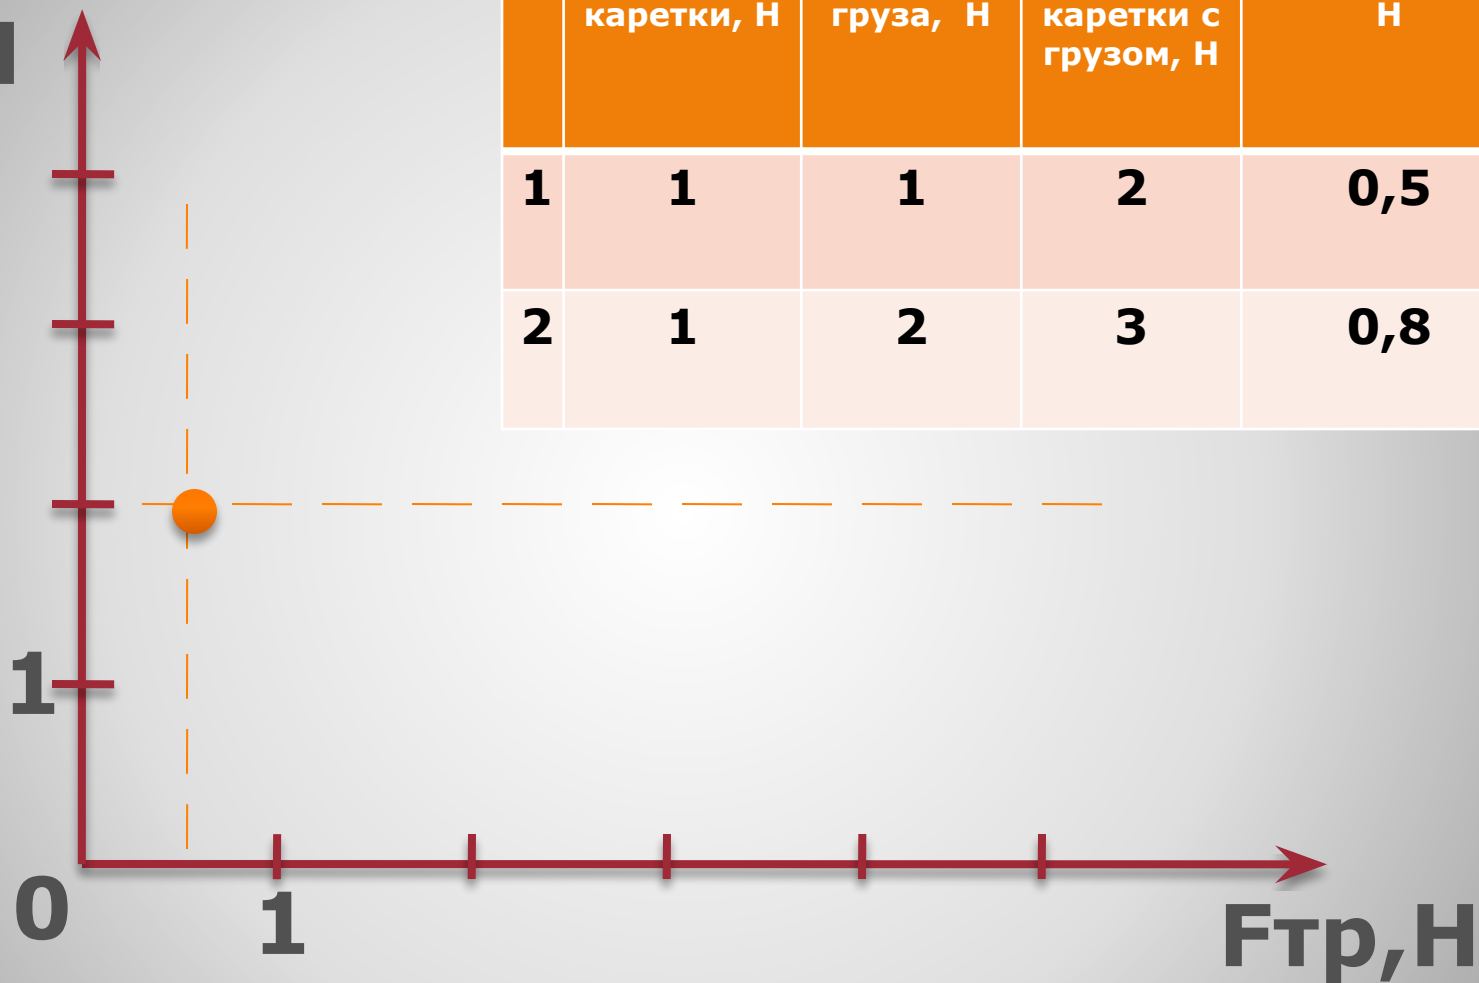 каретки, Н
груза, Н
каретки с
грузом, Н
Н
1 1 1 2 0,5
2 1 2 3 0,8
1
0
1
Fтр,Н